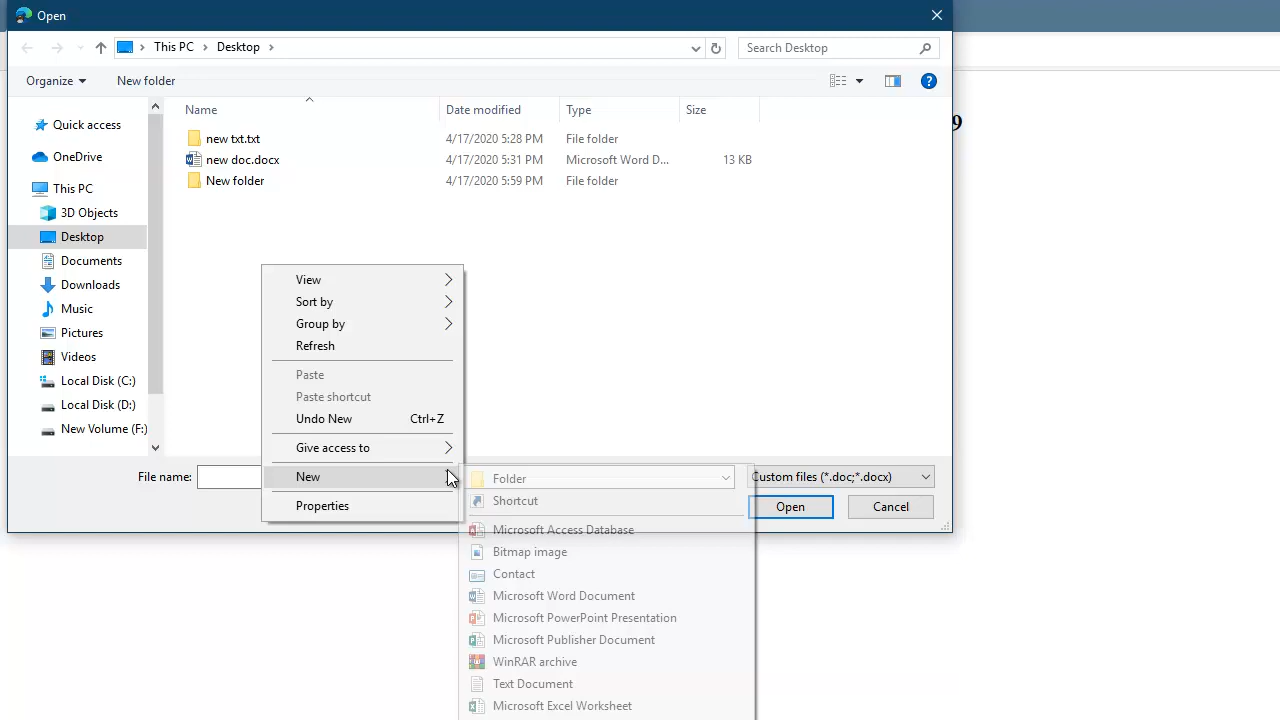 Open
This PC Desktop
Search Desktop
Organize New folder
Name Date modified Type Size
Quick access
OneDrive
This PC
3D Objects
Desktop
Documents
Downloads
Music
Pictures
Videos
Local Disk (C:)
Local Disk (D:)
New Volume (F:)
new txt.txt 4/17/2020 5:28 PM File folder
new doc.docx 4/17/2020 5:31 PM Microsoft Word D... 13 KB
New folder 4/17/2020 5:59 PM File folder
9
View
Sort by
Group by
Refresh
Paste
Paste shortcut
Undo New Ctrl+Z
Give access to
New
Properties
File name:
Custom files (*.doc;*.docx)
Open Cancel
Folder
Shortcut
Microsoft Access Database
Bitmap image
Contact
Microsoft Word Document
Microsoft PowerPoint Presentation
Microsoft Publisher Document
WinRAR archive
Text Document
Microsoft Excel Worksheet